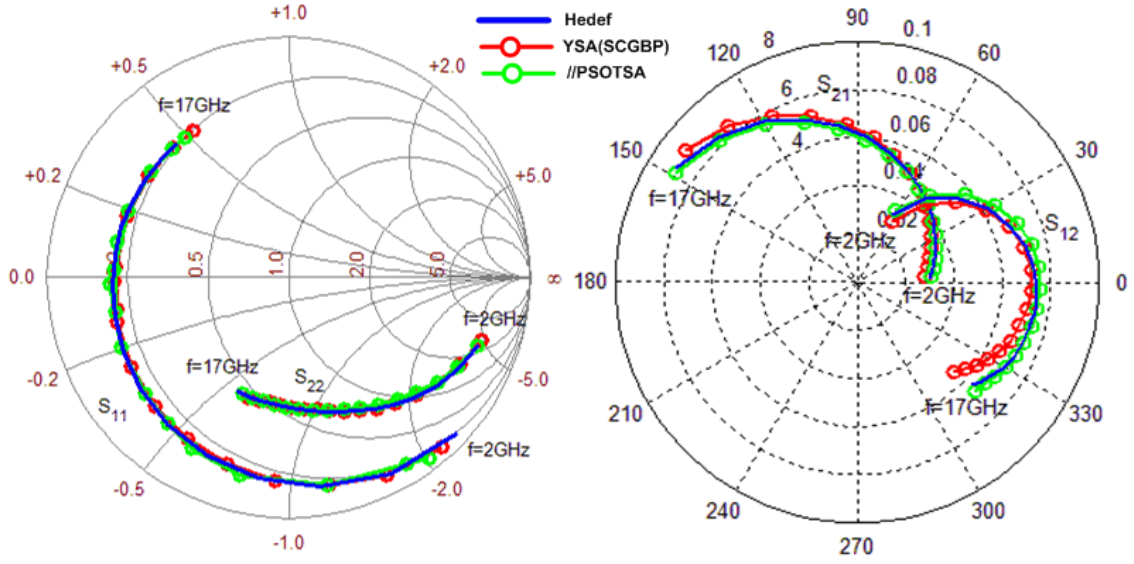 Hedef
YSA(SCGBP)
//PSOTSA
+1.0
+0.5
+2.0
f=17GHz
+0.2
+5.0
0.0
0.5
1.0
2.0
5.0
∞
f=2GHz
-0.2
f=17GHz
S22
-5.0
S11
f=2GHz
-0.5
-2.0
-1.0
90
0.1
120
8
60
0.08
S21
6
0.06
4
150
30
0.04
f=17GHz
0.02
S12
f=2GHz
180
0
f=2GHz
210
f=17GHz
330
240
300
270